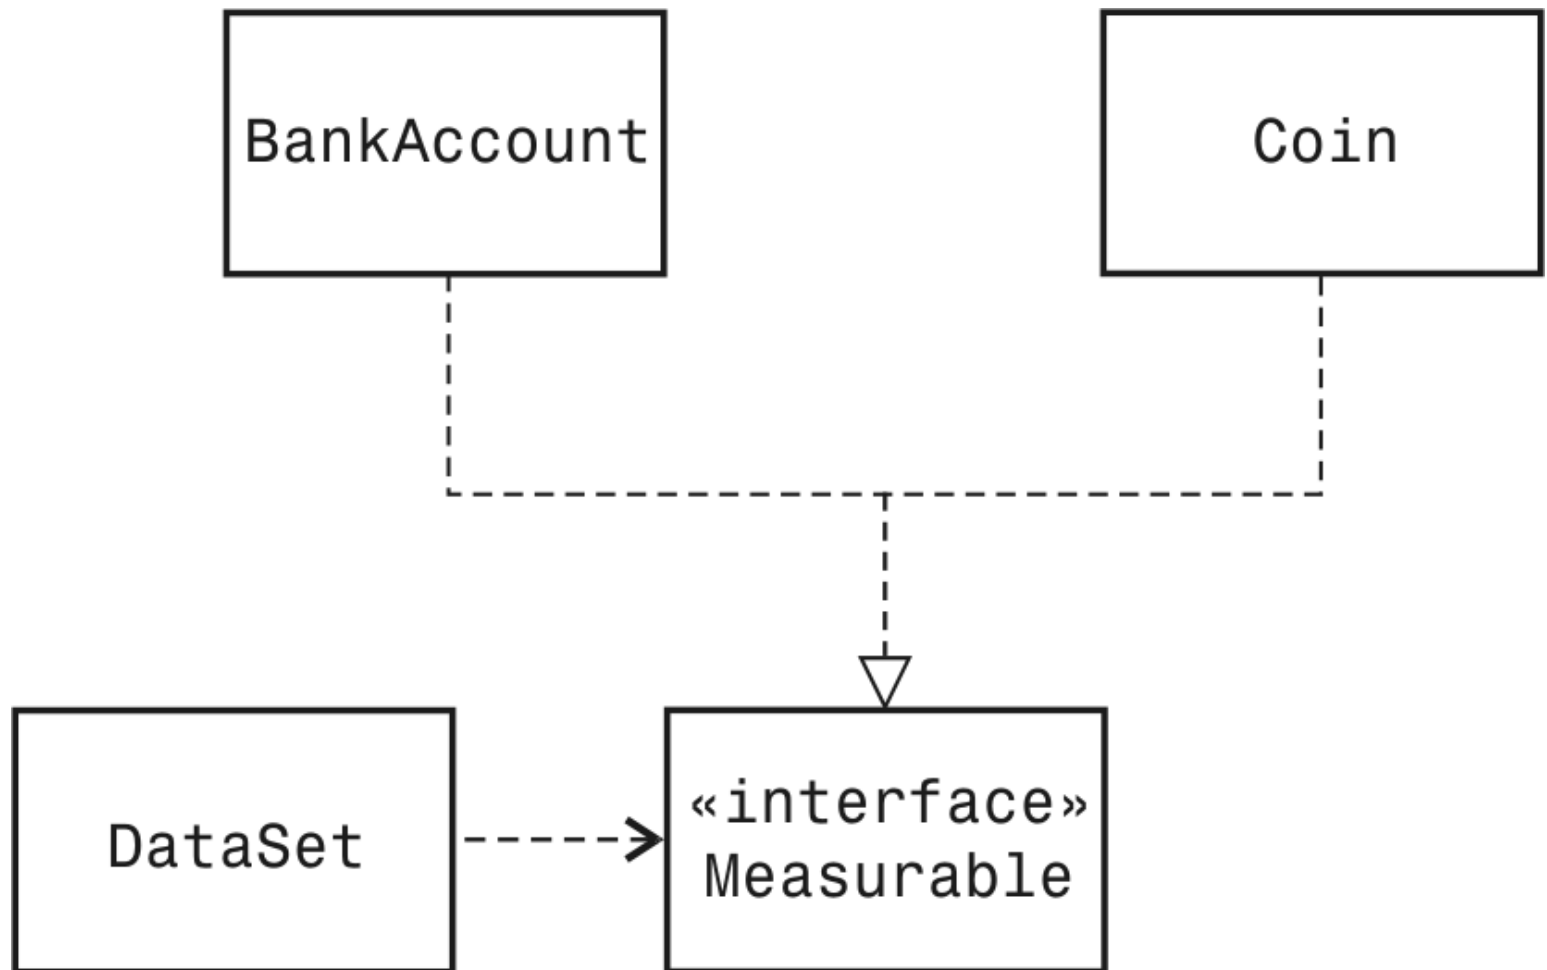 BankAccount
Coin
DataSet
«interface»
Measurable